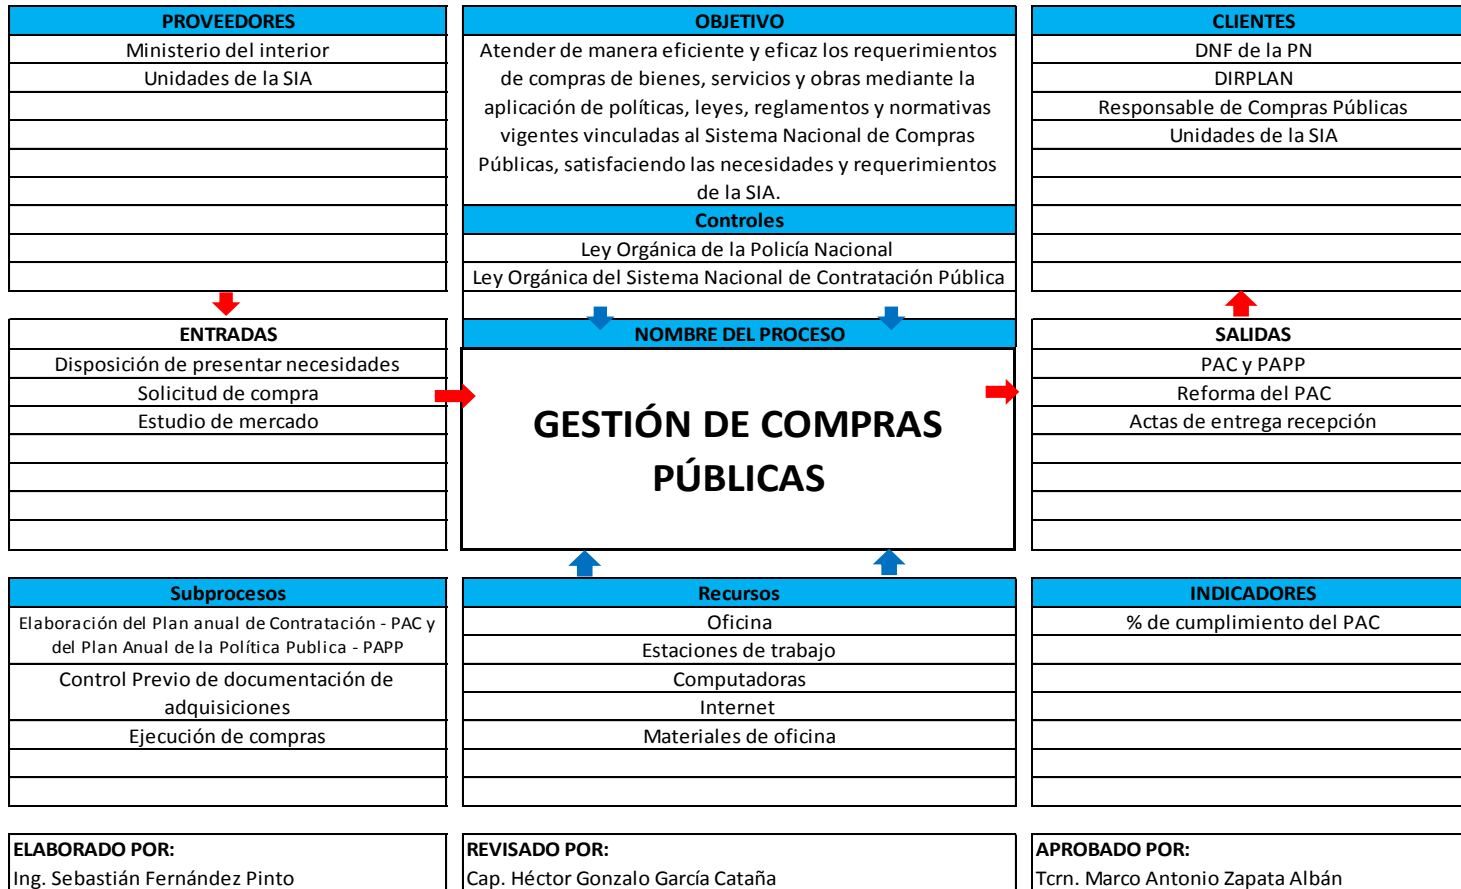 PROVEEDORES
Ministerio del interior
Unidades de la SIA
OBJETIVO
Atender de manera eficiente y eficaz los requerimientos
de compras de bienes, servicios y obras mediante la
aplicación de políticas, leyes, reglamentos y normativas
vigentes vinculadas al Sistema Nacional de Compras
Públicas, satisfaciendo las necesidades y requerimientos
de la SIA.
Controles
Ley Orgánica de la Policía Nacional
Ley Orgánica del Sistema Nacional de Contratación Pública
CLIENTES
DNF de la PN
DIRPLAN
Responsable de Compras Públicas
Unidades de la SIA
ENTRADAS
Disposición de presentar necesidades
Solicitud de compra
Estudio de mercado
NOMBRE DEL PROCESO
GESTIÓN DE COMPRAS
PÚBLICAS
SALIDAS
PAC y PAPP
Reforma del PAC
Actas de entrega recepción
Subprocesos
Elaboración del Plan anual de Contratación - PAC y
del Plan Anual de la Política Publica - PAPP
Control Previo de documentación de
adquisiciones
Ejecución de compras
Recursos
Oficina
Estaciones de trabajo
Computadoras
Internet
Materiales de oficina
INDICADORES
% de cumplimiento del PAC
ELABORADO POR:
Ing. Sebastián Fernández Pinto
REVISADO POR:
Cap. Héctor Gonzalo García Cataña
APROBADO POR:
Tcrn. Marco Antonio Zapata Albán